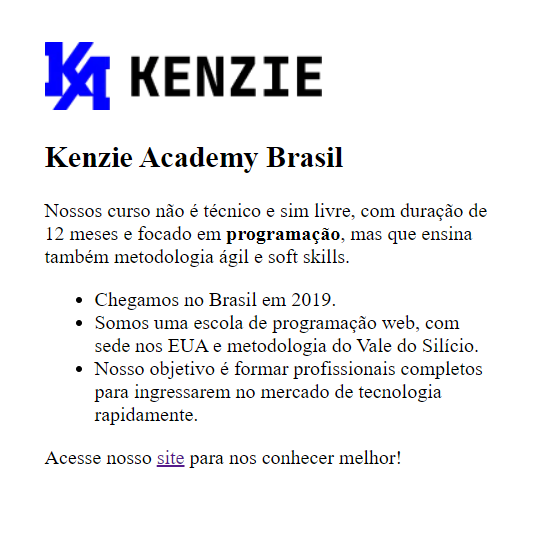 KA KENZIE
Kenzie Academy Brasil
Nossos curso não é técnico e sim livre, com duração de
12 meses e focado em programação, mas que ensina
também metodologia ágil e soft skills.
Chegamos no Brasil em 2019.
Somos uma escola de programação web, com
sede nos EUA e metodologia do Vale do Silício.
Nosso objetivo é formar profissionais completos
para ingressarem no mercado de tecnologia
rapidamente.
Acesse nosso site para nos conhecer melhor!